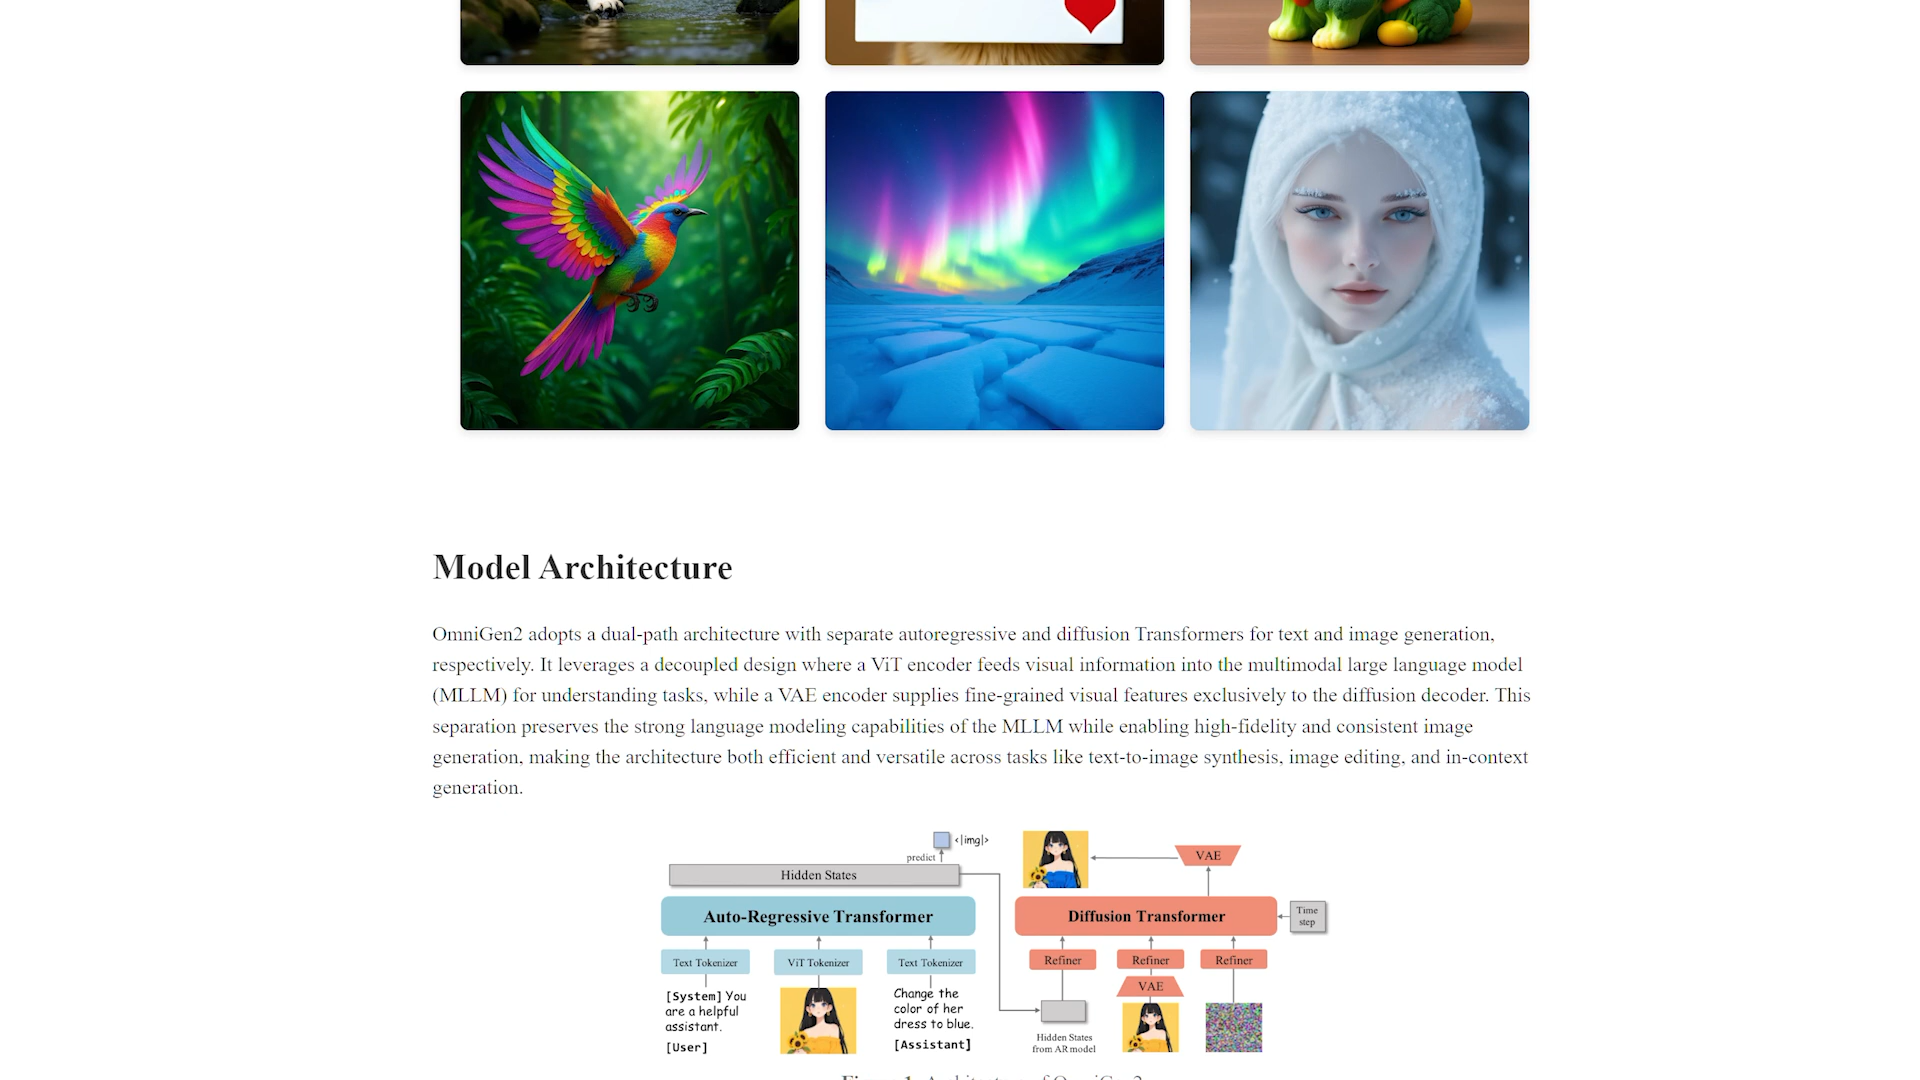 Model Architecture
OmniGen2 adopts a dual-path architecture with separate autoregressive and diffusion Transformers for text and image generation,
respectively. It leverages a decoupled design where a ViT encoder feeds visual information into the multimodal large language model
(MLLM) for understanding tasks, while a VAE encoder supplies fine-grained visual features exclusively to the diffusion decoder. This
separation preserves the strong language modeling capabilities of the MLLM while enabling high-fidelity and consistent image
generation, making the architecture both efficient and versatile across tasks like text-to-image synthesis, image editing, and in-context
generation.
<|img|>
predict
Hidden States
Auto-Regressive Transformer
Text Tokenizer
ViT Tokenizer
Text Tokenizer
[System] You
are a helpful
assistant.
[User]
Change the
color of her
dress to blue.
[Assistant]
VAE
Diffusion Transformer
Time
step
Refiner
Refiner
Refiner
VAE
Hidden States
from AR model
Figure 1. Architecture of OmniGen2